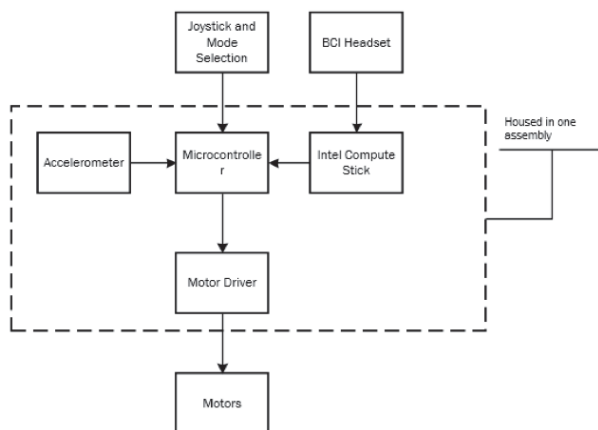 Joystick and
Mode
Selection
BCI Headset
Housed in one
assembly
Accelerometer
Microcontrolle
r
Intel Compute
Stick
Motor Driver
Motors